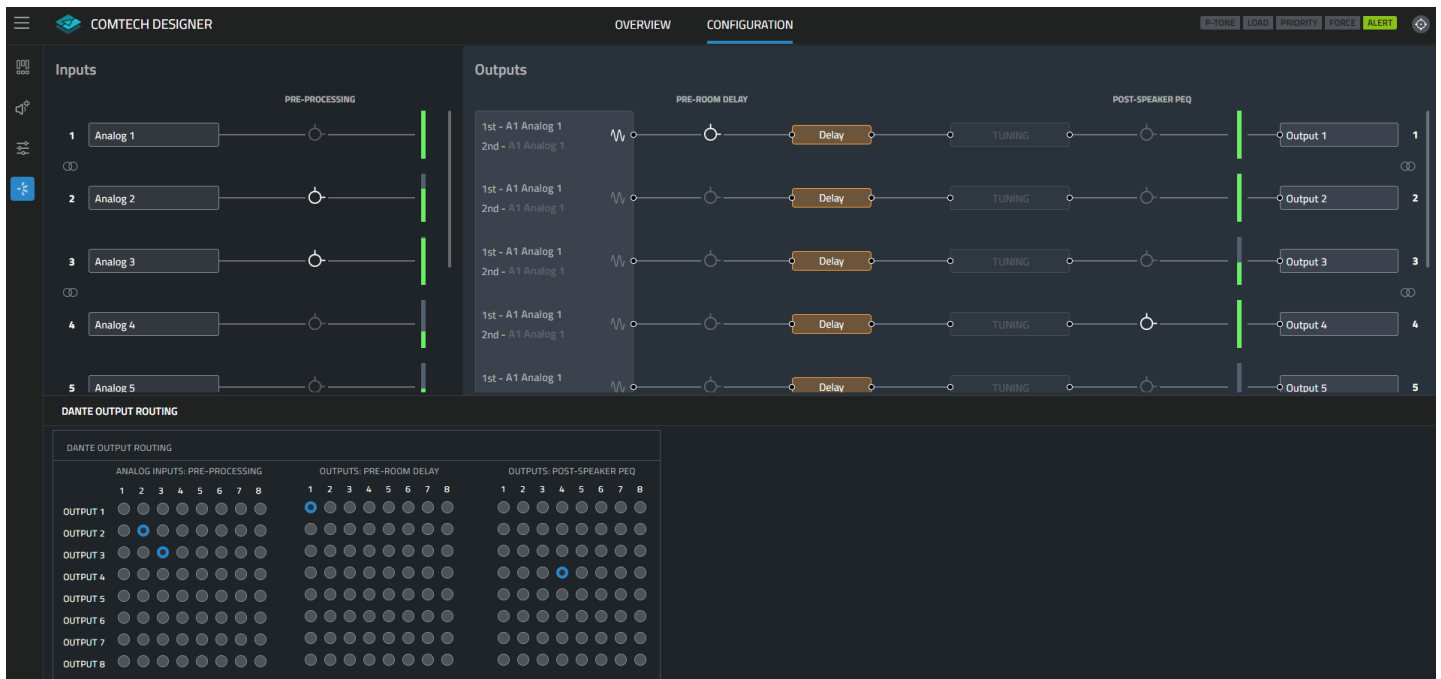 COMTECH DESIGNER
OVERVIEW CONFIGURATION
P-TONE LOAD PRIORITY FORCE ALERT
Inputs
PRE-PROCESSING
1 Analog 1
2 Analog 2
3 Analog 3
4 Analog 4
5 Analog 5
Outputs
PRE-ROOM DELAY POST-SPEAKER PEQ
1st - A1 Analog 1
2nd - A1 Analog 1
Delay TUNING Output 1 1
1st - A1 Analog 1
2nd - A1 Analog 1
Delay TUNING Output 2 2
1st - A1 Analog 1
2nd - A1 Analog 1
Delay TUNING Output 3 3
1st - A1 Analog 1
2nd - A1 Analog 1
Delay TUNING Output 4 4
1st - A1 Analog 1
Delay TUNING Output 5 5
DANTE OUTPUT ROUTING
DANTE OUTPUT ROUTING
ANALOG INPUTS: PRE-PROCESSING OUTPUTS: PRE-ROOM DELAY OUTPUTS: POST-SPEAKER PEQ
1 2 3 4 5 6 7 8 1 2 3 4 5 6 7 8 1 2 3 4 5 6 7 8
OUTPUT 1
OUTPUT 2
OUTPUT 3
OUTPUT 4
OUTPUT 5
OUTPUT 6
OUTPUT 7
OUTPUT 8